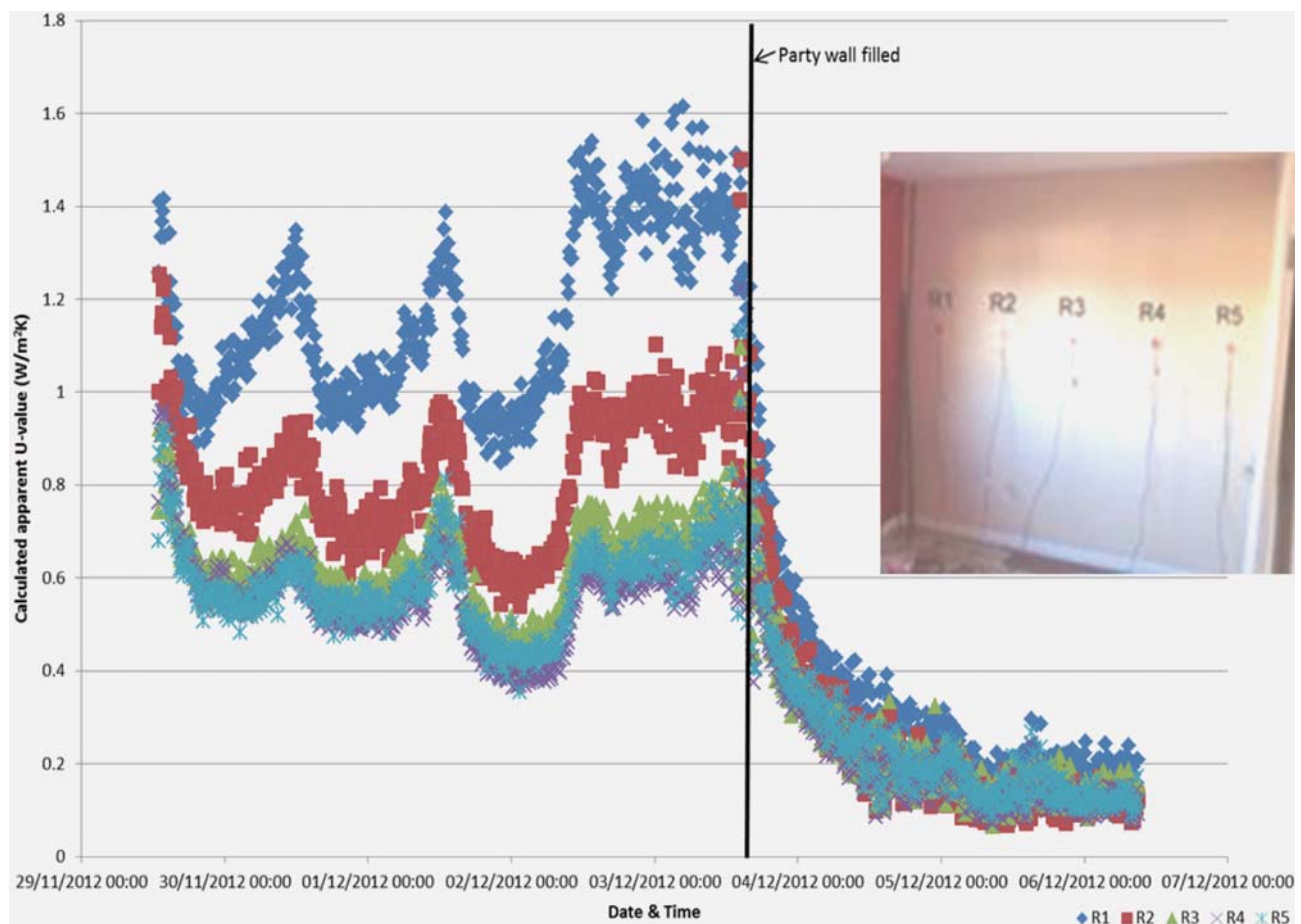 1.8
Party wall filled
1.6
1.4
1.2
1
0.8
0.6
0.4
0.2
0
Calculated apparent U-value (W/m²K)
R1 R2 R3 R4 R5
29/11/2012 00:00 30/11/2012 00:00 01/12/2012 00:00 02/12/2012 00:00 03/12/2012 00:00 04/12/2012 00:00 05/12/2012 00:00 06/12/2012 00:00 07/12/2012 00:00
Date & Time
R1 R2 R3 R4 R5